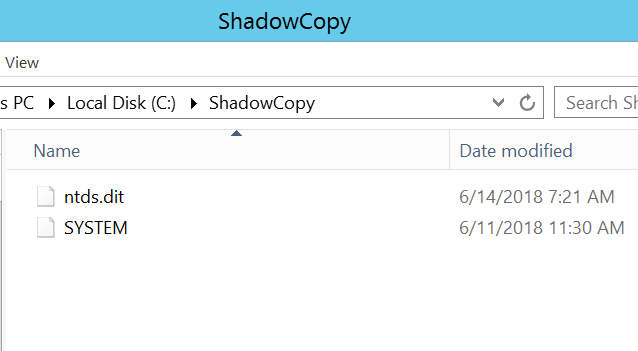 ShadowCopy
View
s PC Local Disk (C:) ShadowCopy Search Sh
Name Date modified
ntds.dit 6/14/2018 7:21 AM
SYSTEM 6/11/2018 11:30 AM